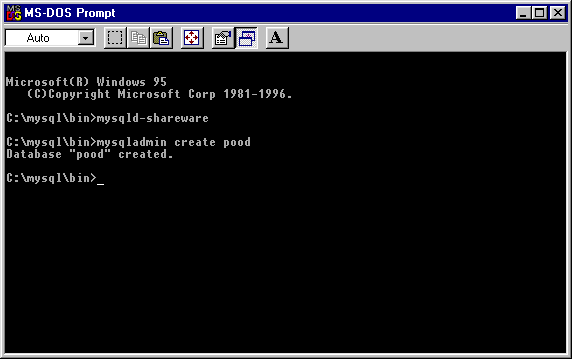 MS-DOS Prompt
Auto
A
Microsoft(R) Windows 95
(C)Copyright Microsoft Corp 1981-1996.
C:\mysql\bin>mysqld-shareware
C:\mysql\bin>mysqladmin create pood
Database "pood" created.
C:\mysql\bin>_